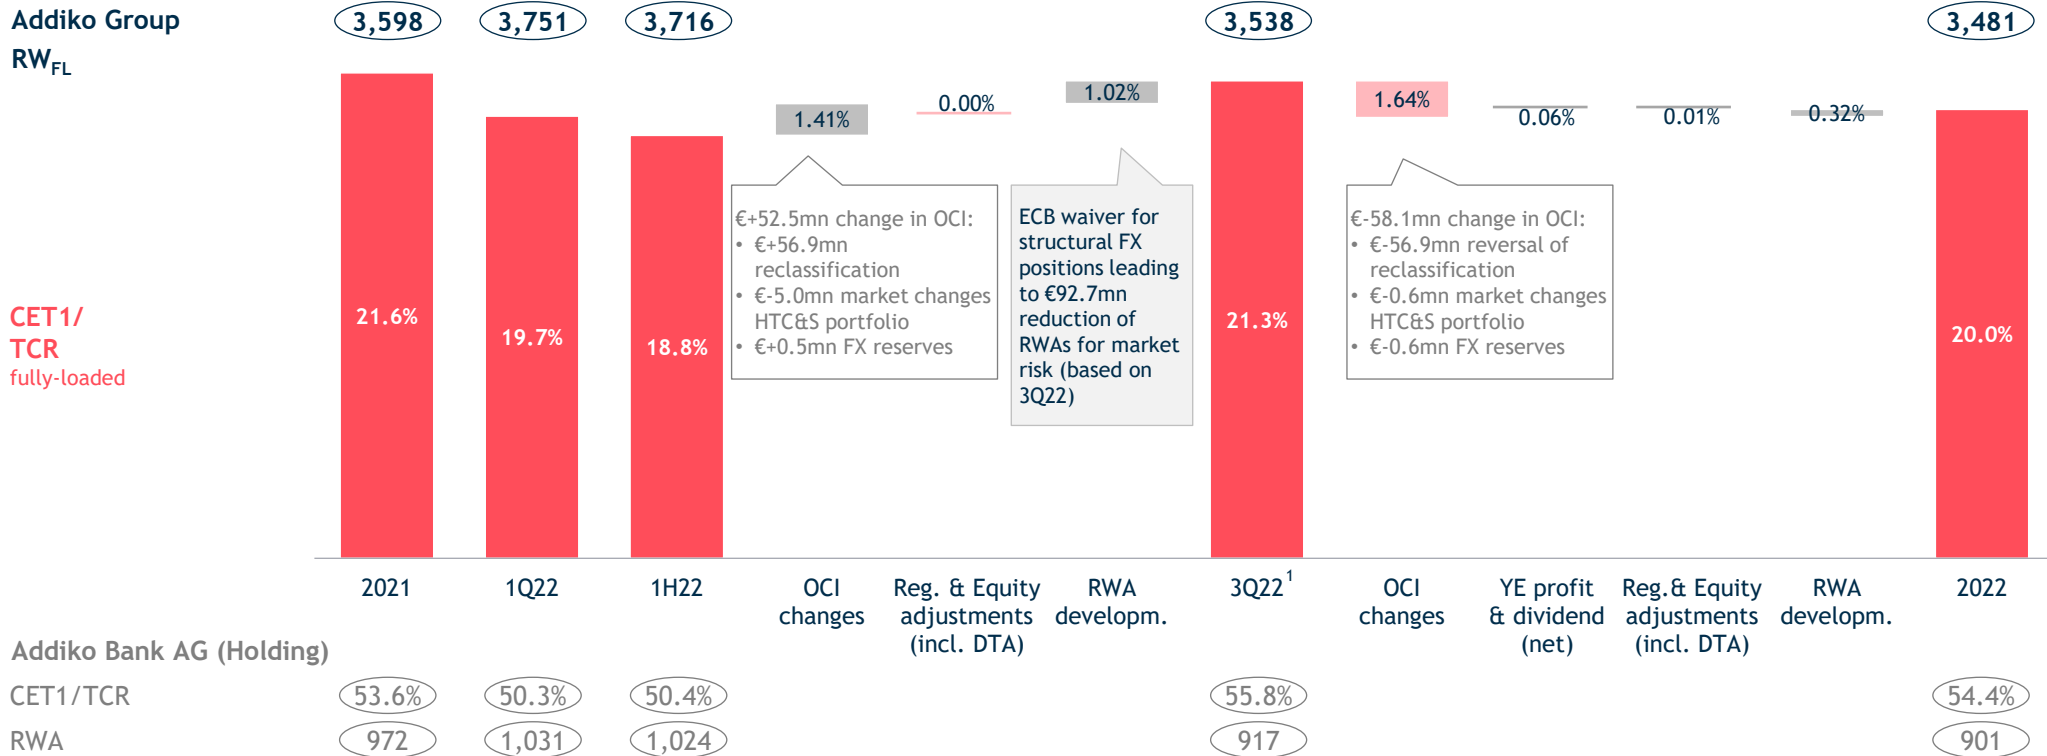 Addiko Group
RW FL
3,598
3,751
3,716
3,538
3,481
1.41%
0.00%
1.02%
1.64%
0.06%
0.01%
0.32%
CET1/
TCR
fully-loaded
21.6%
19.7%
18.8%
21.3%
20.0%
€+52.5mn change in OCI:
• €+56.9mn
reclassification
• €-5.0mn market changes
HTC&S portfolio
• €+0.5mn FX reserves
ECB waiver for
structural FX
positions leading
to €92.7mn
reduction of
RWAs for market
risk (based on
3Q22)
€-58.1mn change in OCI:
• €-56.9mn reversal of
reclassification
• €-0.6mn market changes
HTC&S portfolio
• €-0.6mn FX reserves
2021
1Q22
1H22
OCI
changes
Reg. & Equity
adjustments
(incl. DTA)
RWA
developm.
3Q22 1
OCI
changes
YE profit
& dividend
(net)
Reg.& Equity
adjustments
(incl. DTA)
RWA
developm.
2022
Addiko Bank AG (Holding)
CET1/TCR
53.6%
50.3%
50.4%
55.8%
54.4%
RWA
972
1,031
1,024
917
901